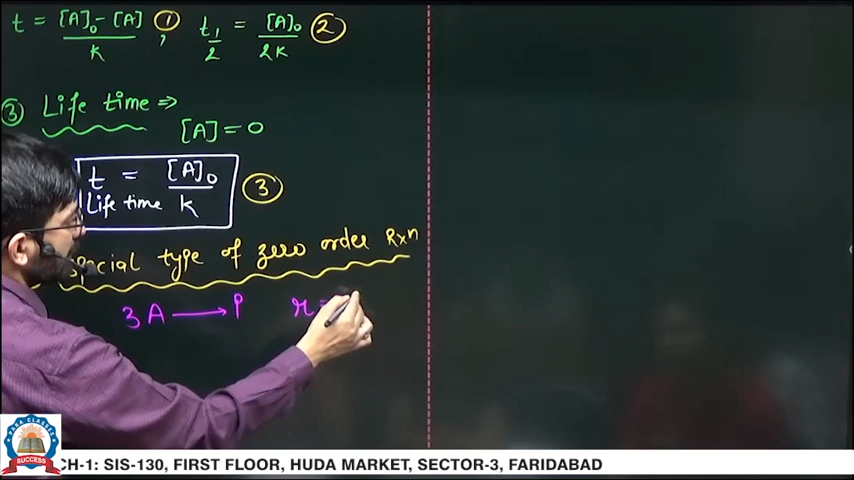 t = [A]₀ - [A] / k ① , t1/2 = [A]₀ / 2k ②
③ Life time ⇒
[A] = 0
t Life time = [A]₀ / k ③
Special type of zero order Rxn
3A ⟶ P r =
CLASSES
SUCCESS
CH-1: SIS-130, FIRST FLOOR, HUDA MARKET, SECTOR-3, FARIDABAD